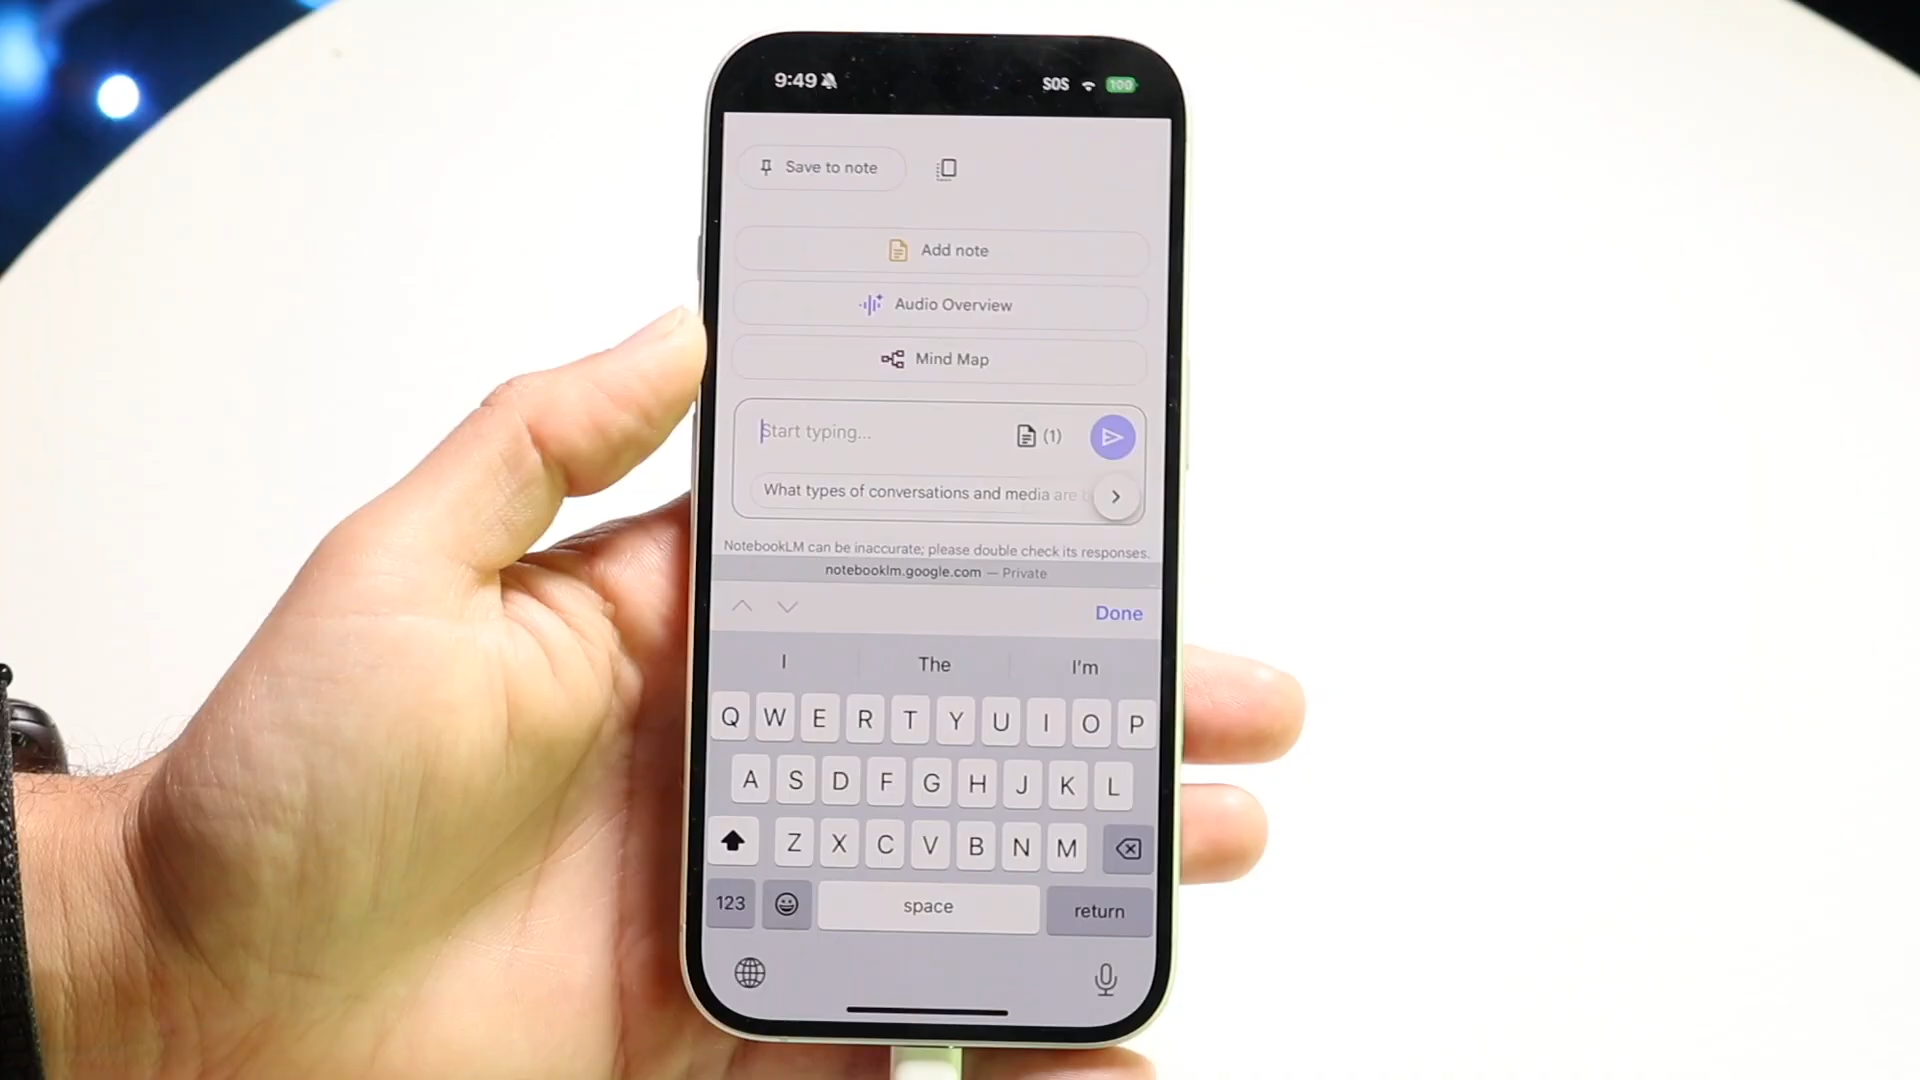 9:49
SOS
100
Save to note
Add note
Audio Overview
Mind Map
Start typing...
(1)
What types of conversations and media are b
NotebookLM can be inaccurate; please double check its responses.
notebooklm.google.com — Private
Done
I The I'm
Q W E R T Y U I O P
A S D F G H J K L
Z X C V B N M
123 space return